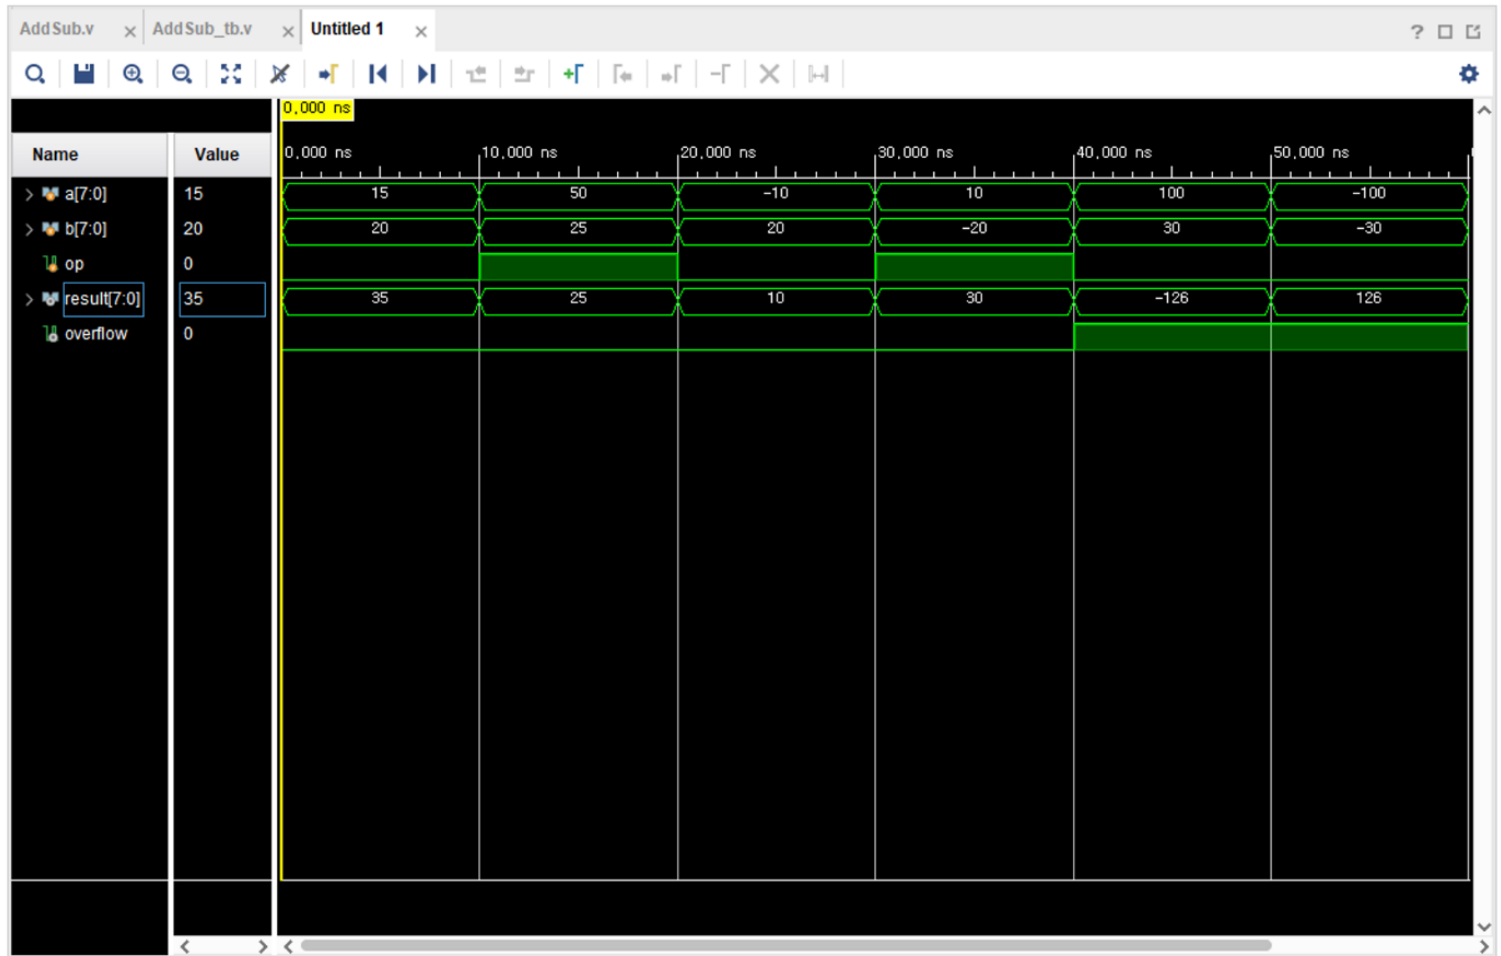 AddSub.v × AddSub_tb.v × Untitled 1 ×
?
0,000 ns
Name Value 0,000 ns 10,000 ns 20,000 ns 30,000 ns 40,000 ns 50,000 ns
a[7:0] 15 15 50 -10 10 100 -100
b[7:0] 20 20 25 20 -20 30 -30
op 0
result[7:0] 35 35 25 10 30 -126 126
overflow 0